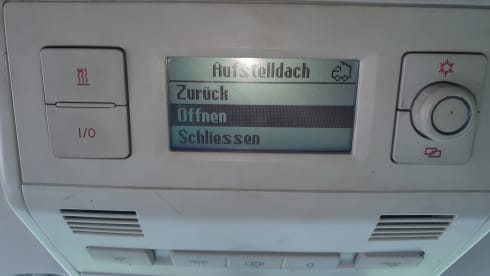 Aufstelldach
Zurück
Öffnen
Schliessen
I/O